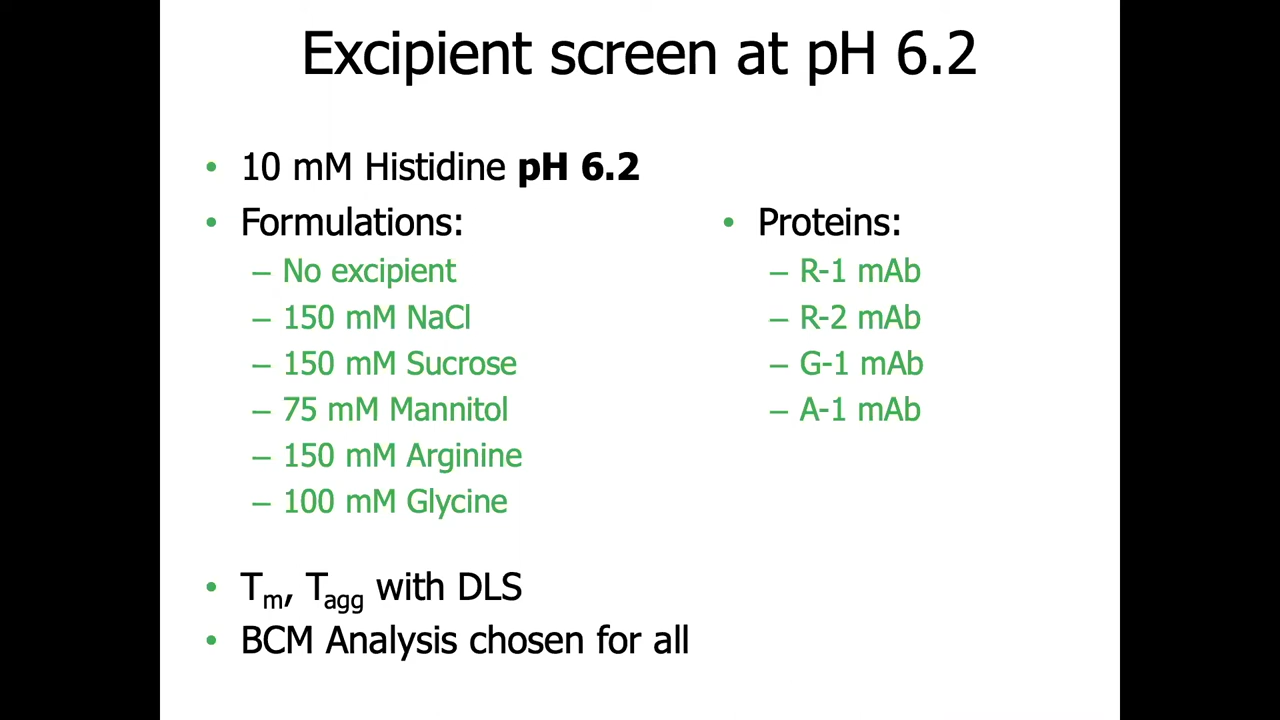 Excipient screen at pH 6.2
• 10 mM Histidine pH 6.2
• Formulations:
– No excipient
– 150 mM NaCl
– 150 mM Sucrose
– 75 mM Mannitol
– 150 mM Arginine
– 100 mM Glycine
• Proteins:
– R-1 mAb
– R-2 mAb
– G-1 mAb
– A-1 mAb
• Tm, Tagg with DLS
• BCM Analysis chosen for all